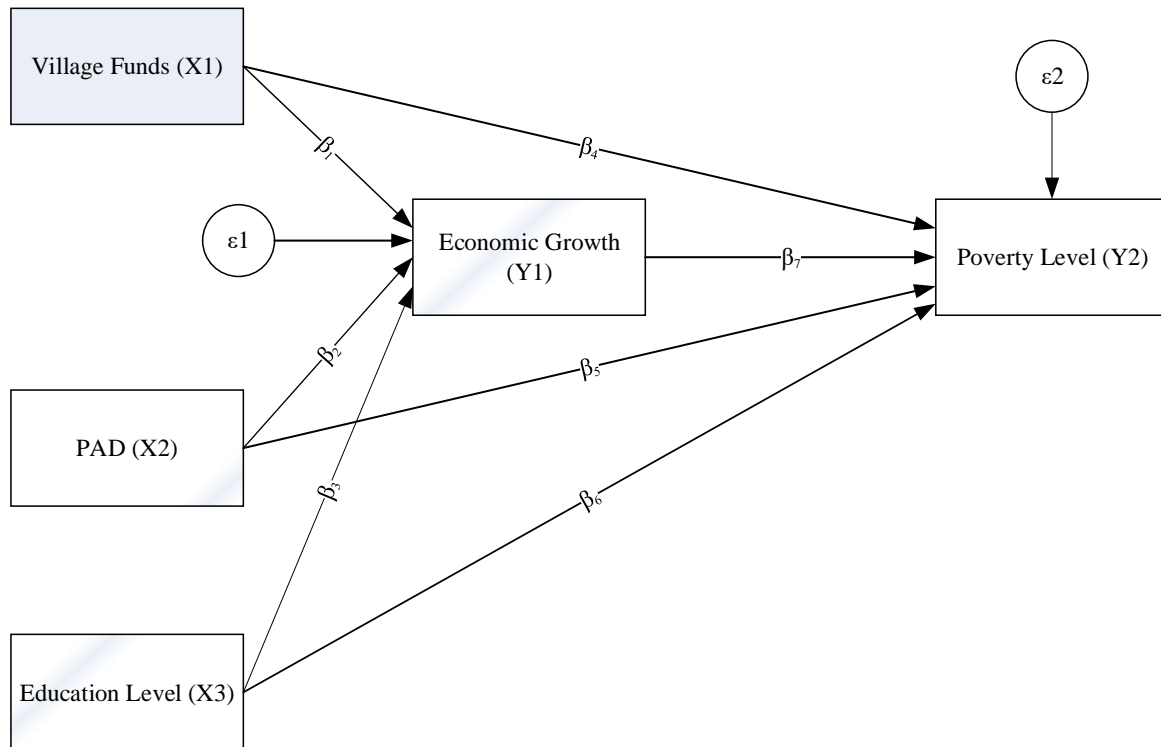 Village Funds (X1)
ε2
β1
β4
ε1
Economic Growth
(Y1)
β7
Poverty Level (Y2)
β2
β5
PAD (X2)
β3
β6
Education Level (X3)